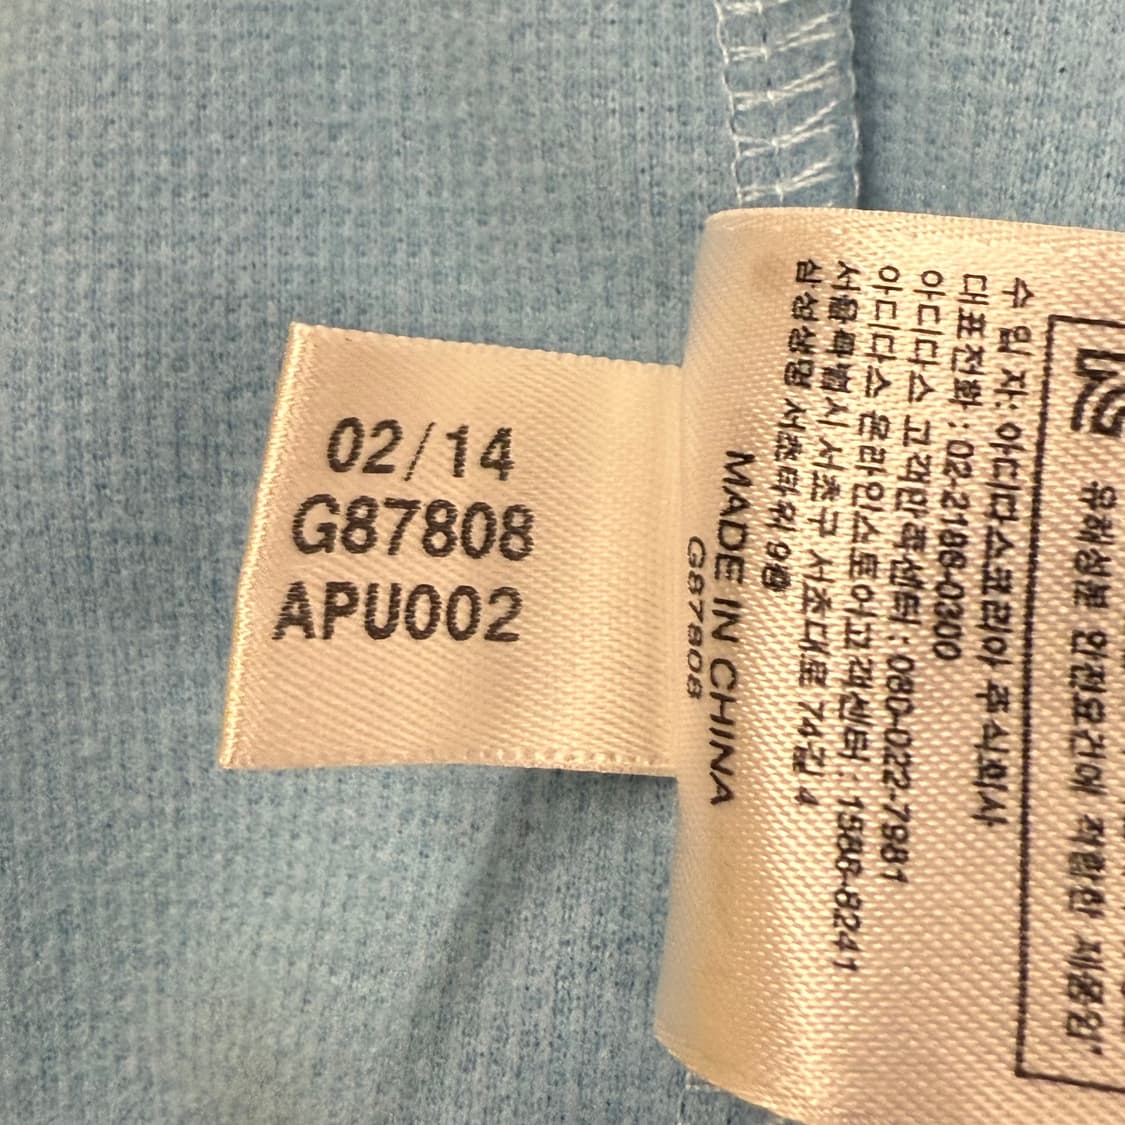 02/14
G87808
APU002
유해성분 안전요건에 적합한 제품임"
수입자:아디다스코리아 주식회사
대표전화 : 02-2186-0300
아디다스 고객만족센터 : 080-022-7981
아디다스 온라인스토어고객센터 : 1588-8241
서울특별시 서초구 서초대로 74길 4
삼성생명 서초타워 9층
MADE IN CHINA
G87808